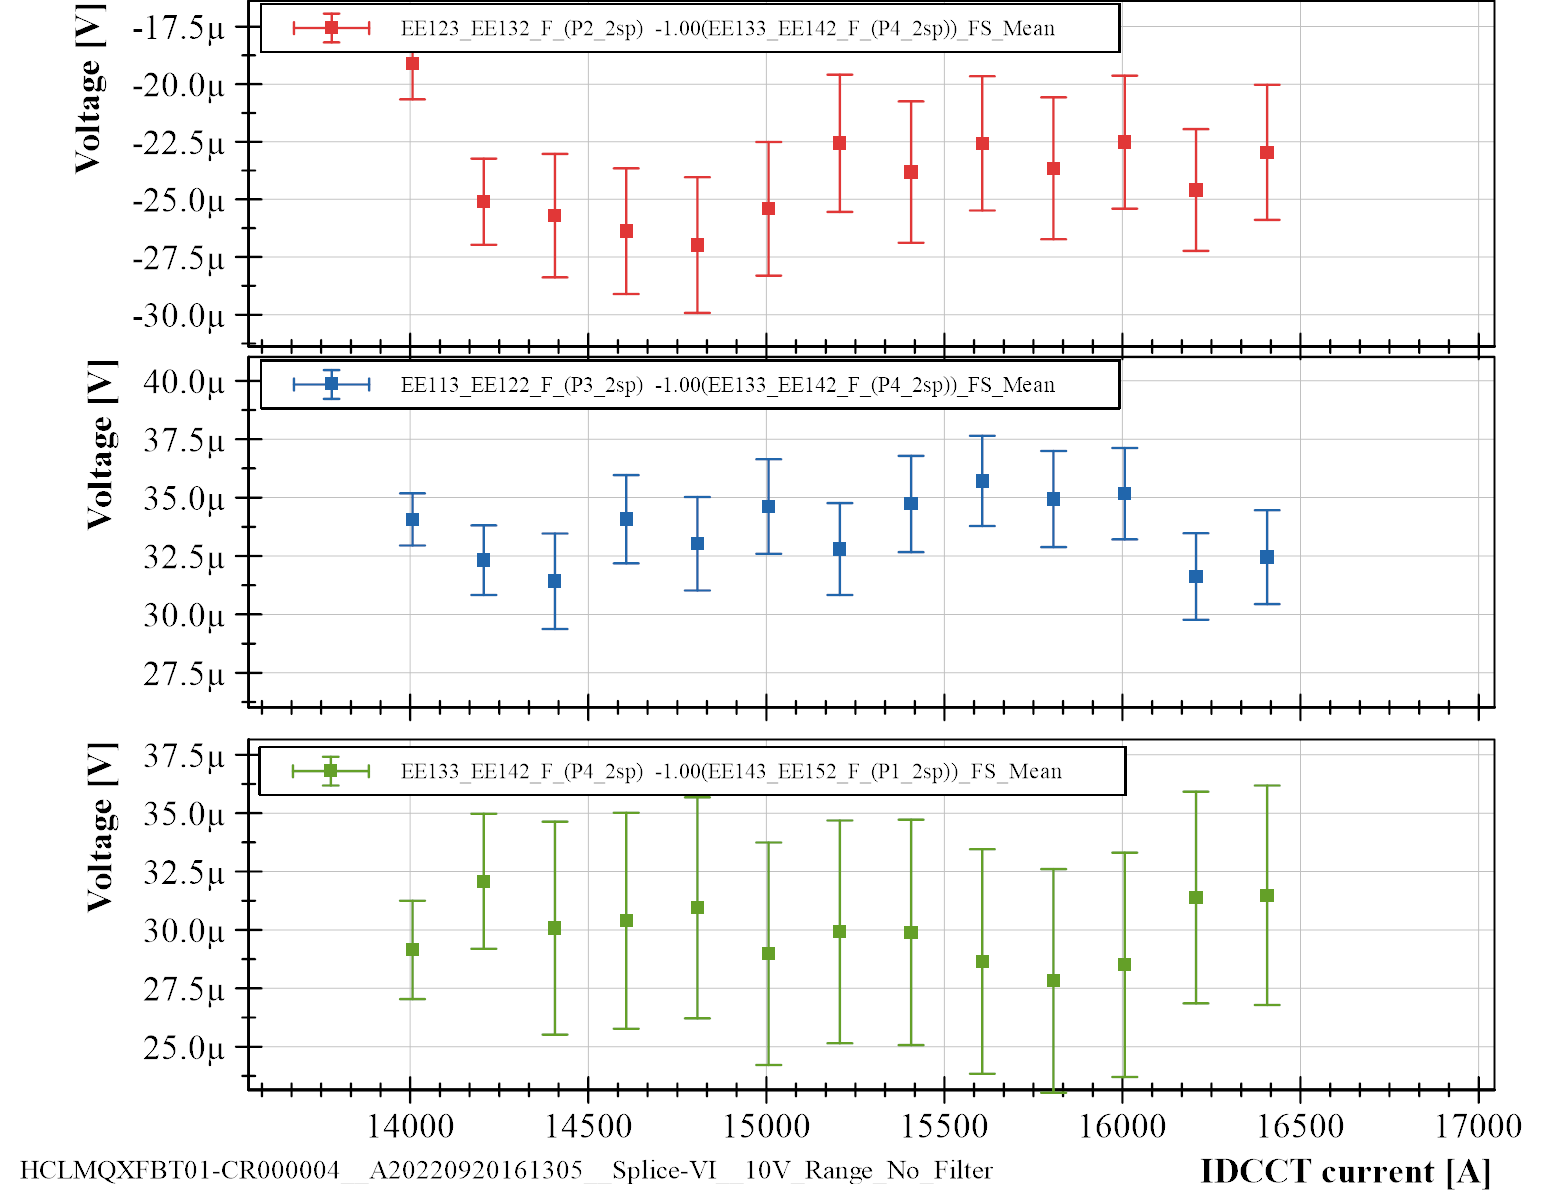 Voltage [V]
-17.5µ
-20.0µ
-22.5µ
-25.0µ
-27.5µ
-30.0µ
EE123_EE132_F_(P2_2sp) -1.00(EE133_EE142_F_(P4_2sp))_FS_Mean
Voltage [V]
40.0µ
37.5µ
35.0µ
32.5µ
30.0µ
27.5µ
EE113_EE122_F_(P3_2sp) -1.00(EE133_EE142_F_(P4_2sp))_FS_Mean
Voltage [V]
37.5µ
35.0µ
32.5µ
30.0µ
27.5µ
25.0µ
EE133_EE142_F_(P4_2sp) -1.00(EE143_EE152_F_(P1_2sp))_FS_Mean
14000 14500 15000 15500 16000 16500 17000
HCLMQXFBT01-CR000004__A20220920161305__Splice-VI__10V_Range_No_Filter
IDCCT current [A]